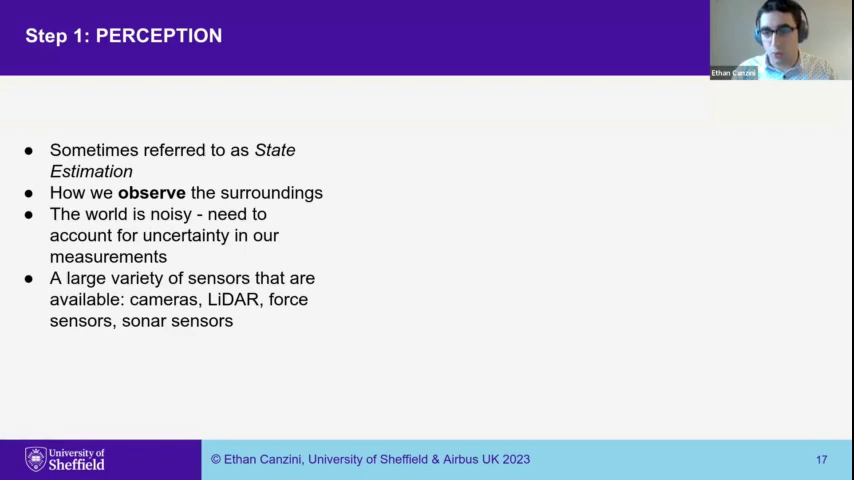 Step 1: PERCEPTION
Ethan Canzini
● Sometimes referred to as State
Estimation
● How we observe the surroundings
● The world is noisy - need to
account for uncertainty in our
measurements
● A large variety of sensors that are
available: cameras, LiDAR, force
sensors, sonar sensors
University of
Sheffield
© Ethan Canzini, University of Sheffield & Airbus UK 2023
17